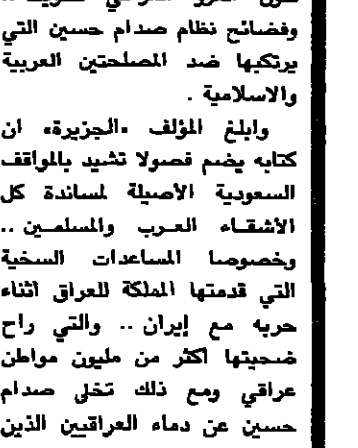 وفضائح نظام صدام حسين التي
يرتكبها ضد المصلحتين العربية
والاسلامية .
وابلغ المؤلف «الجزيرة» ان
كتابه يضم فصولا تشيد بالمواقف
السعودية الأصيلة لمساندة كل
الأشقاء العرب والمسلمين ..
وخصوصا المساعدات السخية
التي قدمتها المملكة للعراق اثناء
حربه مع إيران .. والتي راح
ضحيتها اكثر من مليون مواطن
عراقي ومع ذلك تخلى صدام
حسين عن دماء العراقيين الذين